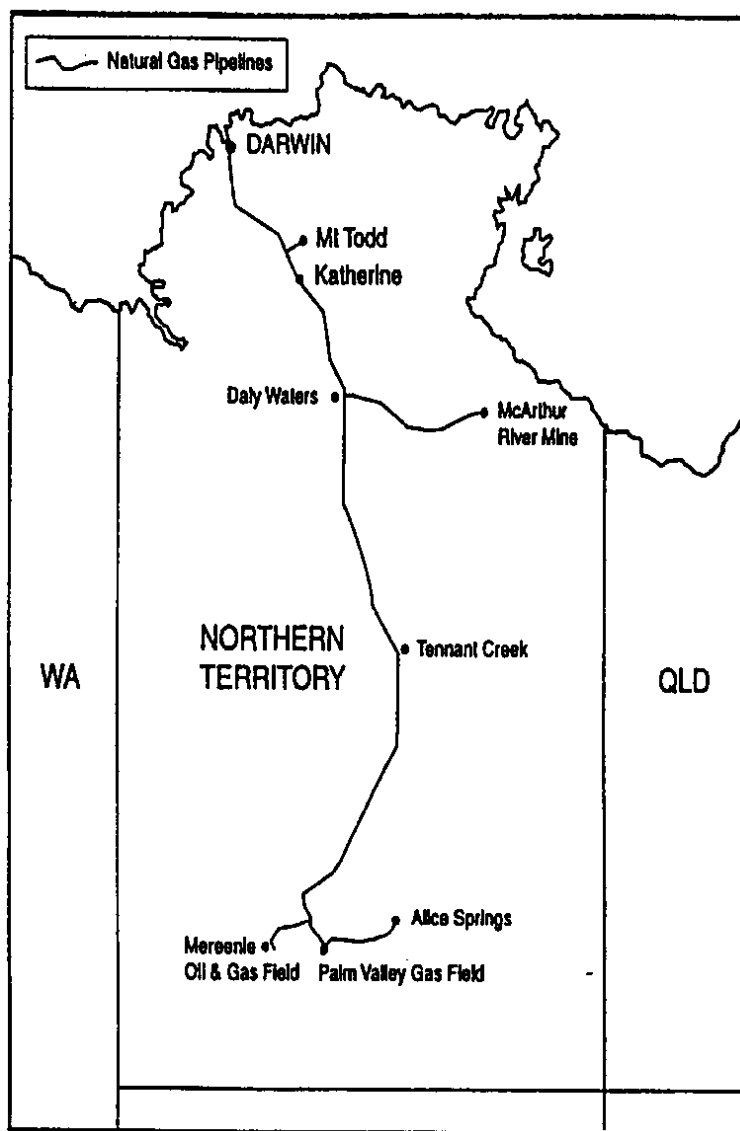 Natural Gas Pipelines
DARWIN
Mt Todd
Katherine
Daly Waters
McArthur
River Mine
NORTHERN
TERRITORY
Tennant Creek
WA
QLD
Alice Springs
Mereenie
Oil & Gas Field
Palm Valley Gas Field